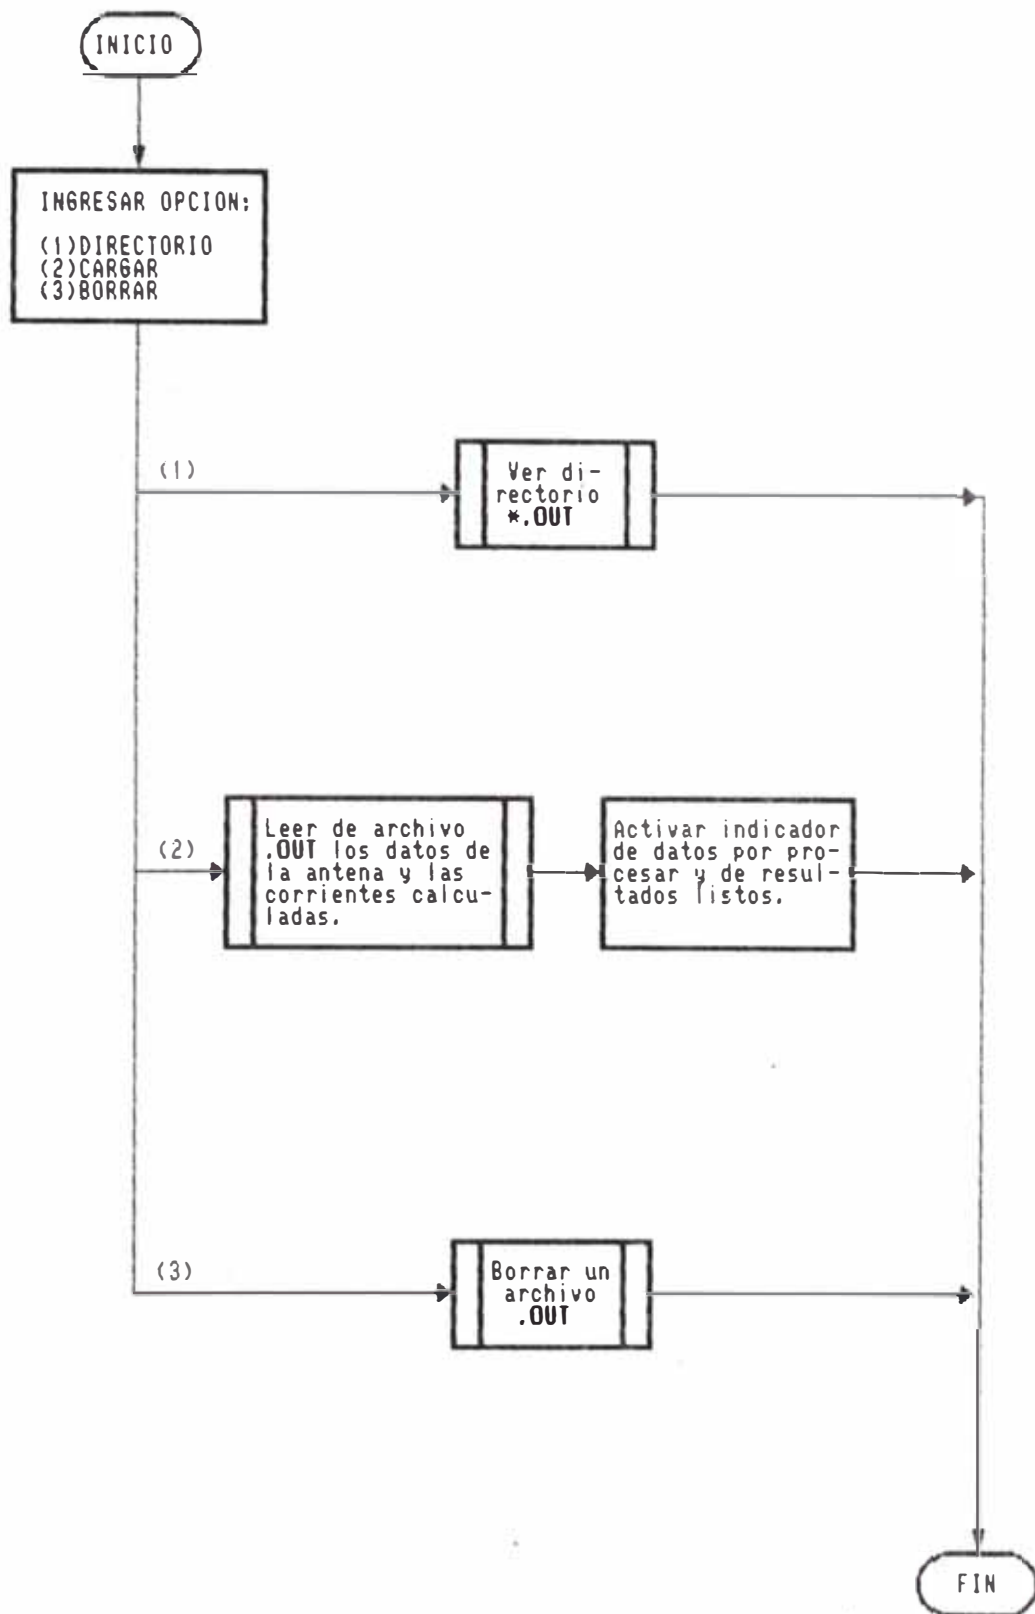 INICIO
INGRESAR OPCION:
(1)DIRECTORIO
(2)CARGAR
(3)BORRAR
(1)
Ver di-
rectorio
*.OUT
(2)
Leer de archivo
.OUT los datos de
la antena y las
corrientes calcu-
ladas.
Activar indicador
de datos por pro-
cesar y de resul-
tados listos.
(3)
Borrar un
archivo
.OUT
FIN